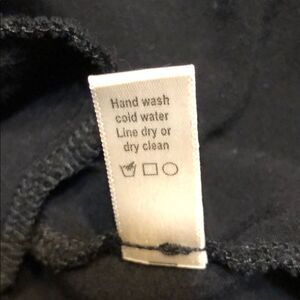 Hand wash
cold water
Line dry or
dry clean